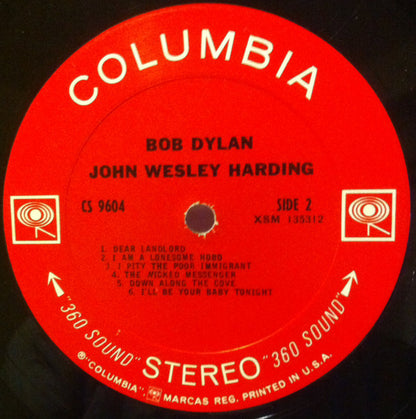 COLUMBIA
BOB DYLAN
JOHN WESLEY HARDING
CS 9604
SIDE 2
XSM 135312
1. DEAR LANDLORD
2. I AM A LONESOME HOBO
3. I PITY THE POOR IMMIGRANT
4. THE WICKED MESSENGER
5. DOWN ALONG THE COVE
6. I'LL BE YOUR BABY TONIGHT
"360 SOUND" STEREO "360 SOUND"
® "COLUMBIA", MARCAS REG. PRINTED IN U.S.A.